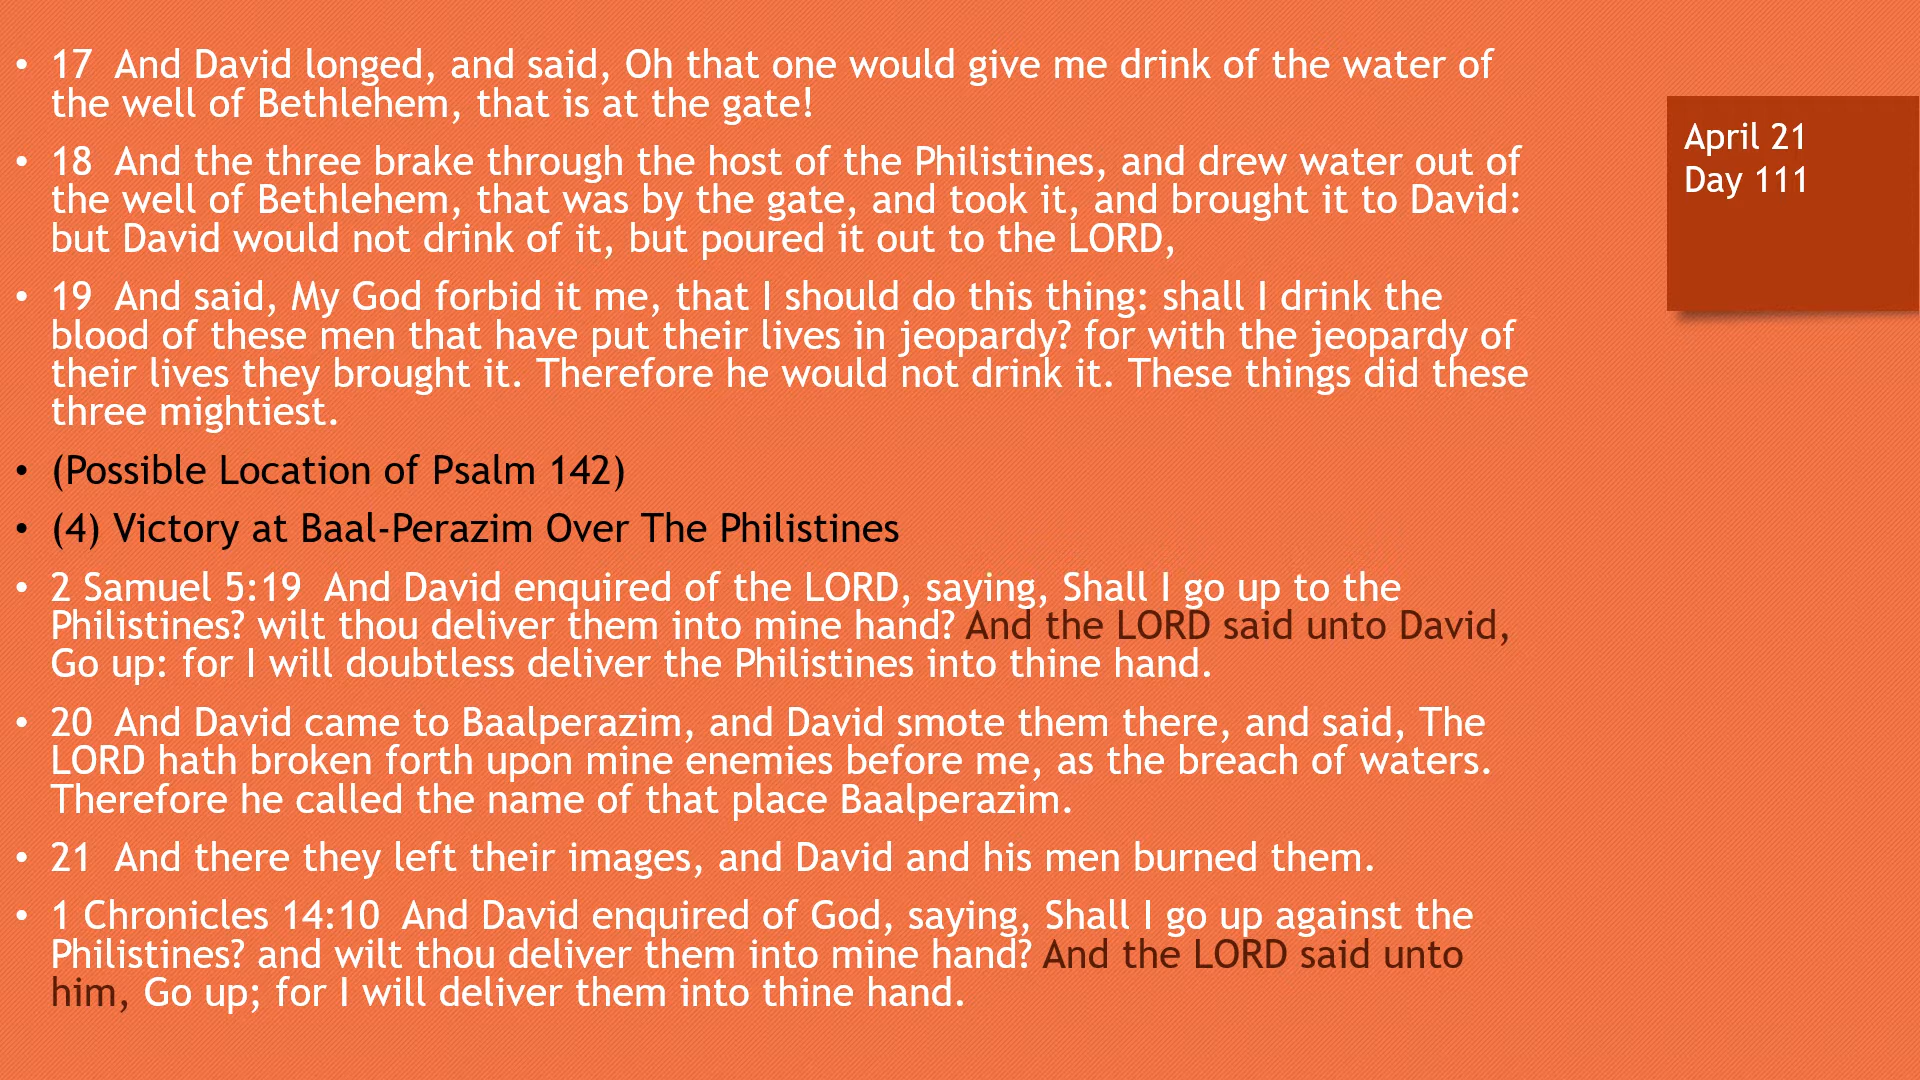 • 17  And David longed, and said, Oh that one would give me drink of the water of
the well of Bethlehem, that is at the gate!
• 18  And the three brake through the host of the Philistines, and drew water out of
the well of Bethlehem, that was by the gate, and took it, and brought it to David:
but David would not drink of it, but poured it out to the LORD,
• 19  And said, My God forbid it me, that I should do this thing: shall I drink the
blood of these men that have put their lives in jeopardy? for with the jeopardy of
their lives they brought it. Therefore he would not drink it. These things did these
three mightiest.
• (Possible Location of Psalm 142)
• (4) Victory at Baal-Perazim Over The Philistines
• 2 Samuel 5:19  And David enquired of the LORD, saying, Shall I go up to the
Philistines? wilt thou deliver them into mine hand? And the LORD said unto David,
Go up: for I will doubtless deliver the Philistines into thine hand.
• 20  And David came to Baalperazim, and David smote them there, and said, The
LORD hath broken forth upon mine enemies before me, as the breach of waters.
Therefore he called the name of that place Baalperazim.
• 21  And there they left their images, and David and his men burned them.
• 1 Chronicles 14:10  And David enquired of God, saying, Shall I go up against the
Philistines? and wilt thou deliver them into mine hand? And the LORD said unto
him, Go up; for I will deliver them into thine hand.
April 21
Day 111